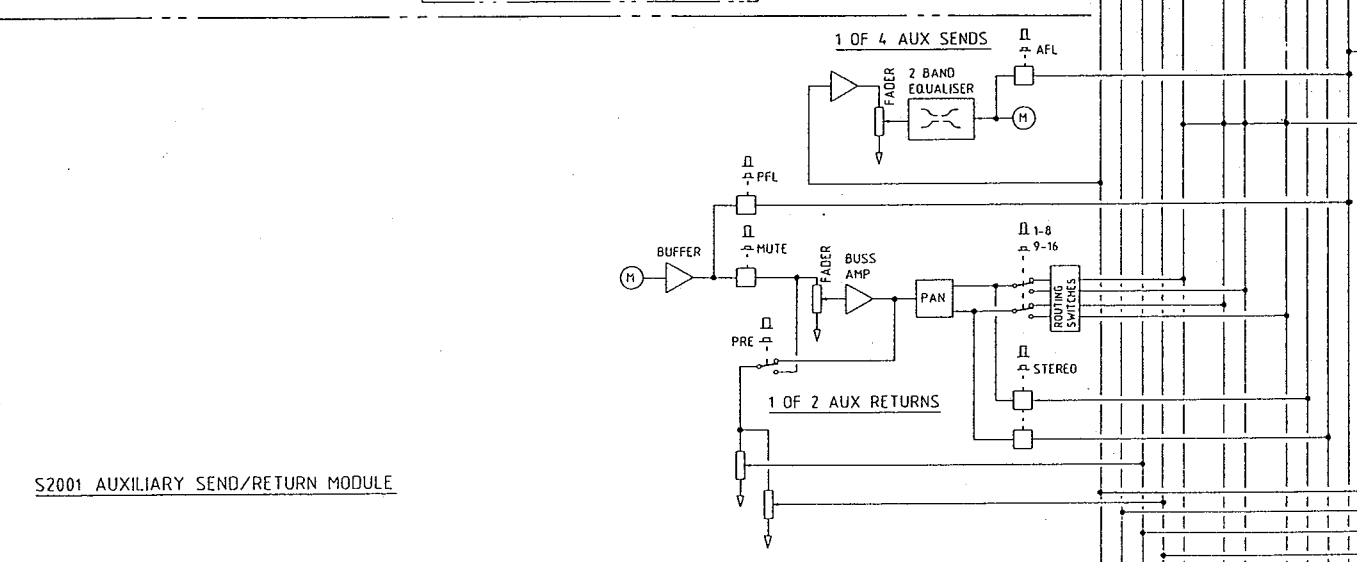 1 OF 4 AUX SENDS
AFL
FADER
2 BAND
EQUALISER
M
PFL
MUTE
BUFFER
M
FADER
BUSS
AMP
PAN
1-8
9-16
ROUTING
SWITCHES
PRE
STEREO
1 OF 2 AUX RETURNS
S2001 AUXILIARY SEND/RETURN MODULE